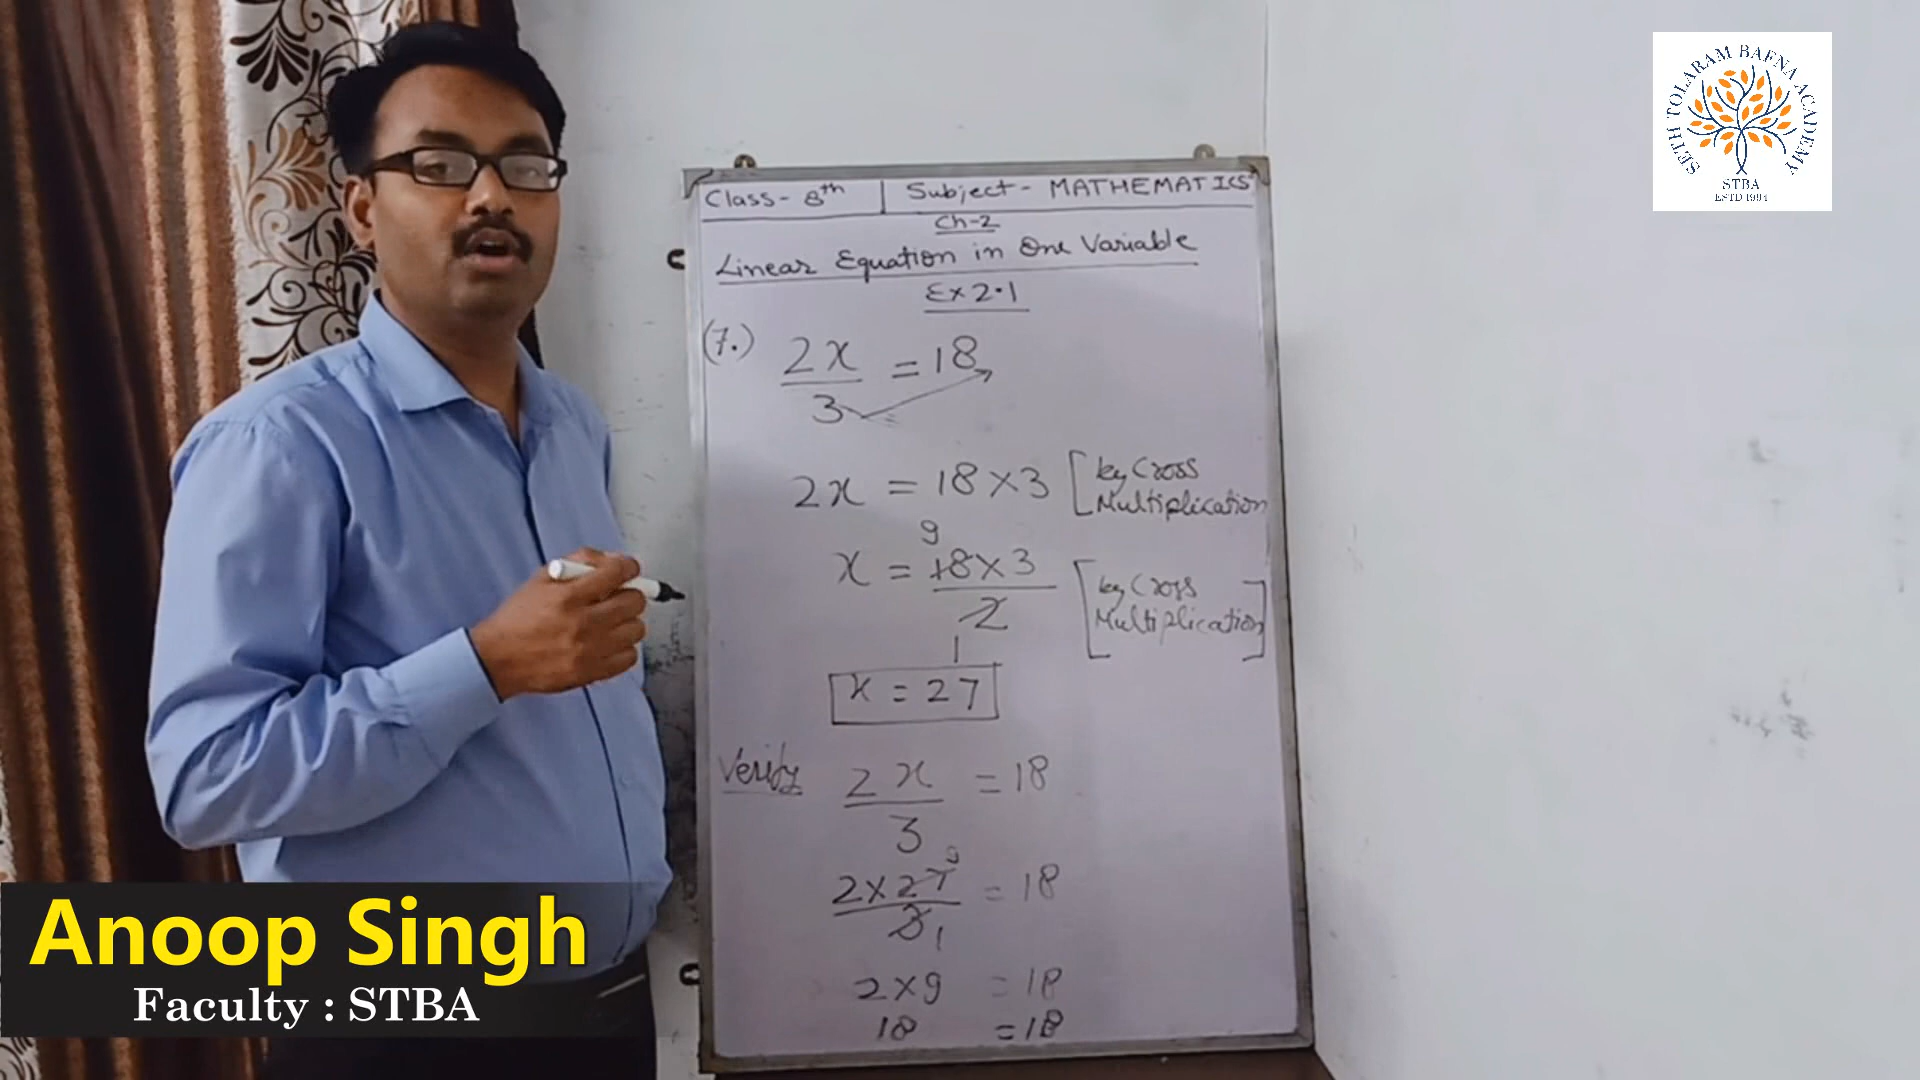 SETH TOLARAM BAFNA ACADEMY
STBA
ESTD 1994
Class- 8th | Subject- MATHEMATICS
Ch-2
Linear Equation in One Variable
Ex 2.1
(7.) 2x/3 = 18
2x = 18×3 [by Cross
Multiplication
9
x = 18×3/2 [by Cross
Multiplication]
1
x = 27
Verify 2x/3 = 18
9
2×27/3 = 18
1
2×9 = 18
18 = 18
Anoop Singh
Faculty : STBA